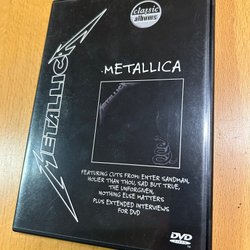 classic
albums
METALLICA
METALLICA
FEATURING CUTS FROM: ENTER SANDMAN,
HOLIER THAN THOU, SAD BUT TRUE,
THE UNFORGIVEN,
NOTHING ELSE MATTERS
PLUS EXTENDED INTERVIEWS
FOR DVD
DVD